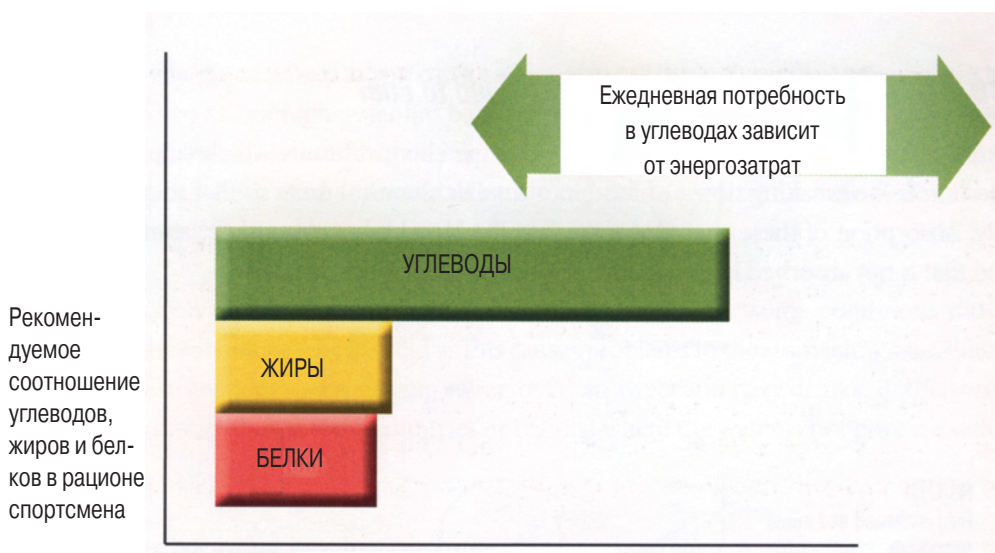 Ежедневная потребность
в углеводах зависит
от энергозатрат
УГЛЕВОДЫ
ЖИРЫ
БЕЛКИ
Рекомен-
дуемое
соотношение
углеводов,
жиров и бел-
ков в рационе
спортсмена